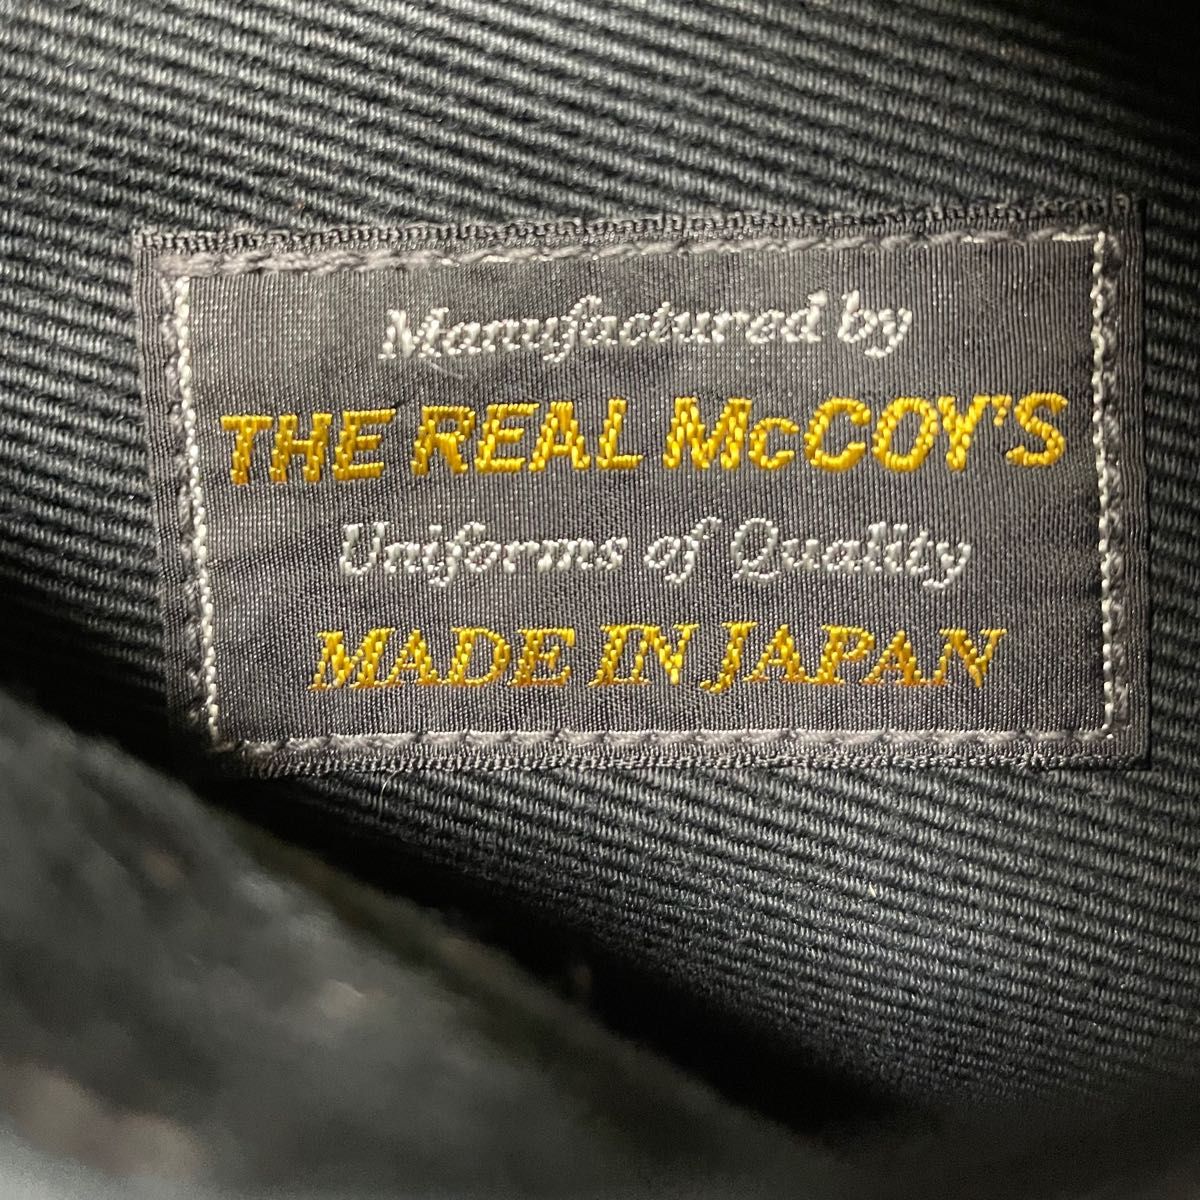 Manufactured by
THE REAL McCOY'S
Uniforms of Quality
MADE IN JAPAN